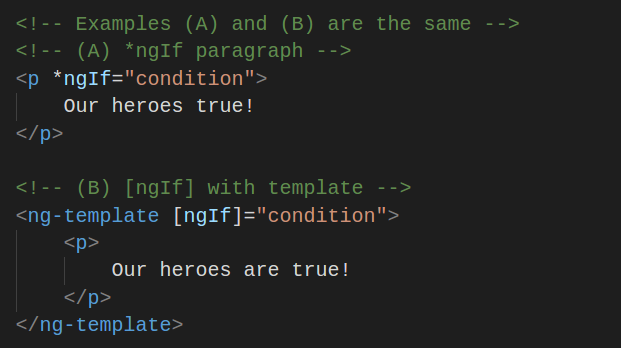 <!-- Examples (A) and (B) are the same -->
<!-- (A) *ngIf paragraph -->
<p *ngIf="condition">
    Our heroes true!
</p>

<!-- (B) [ngIf] with template -->
<ng-template [ngIf]="condition">
    <p>
        Our heroes are true!
    </p>
</ng-template>